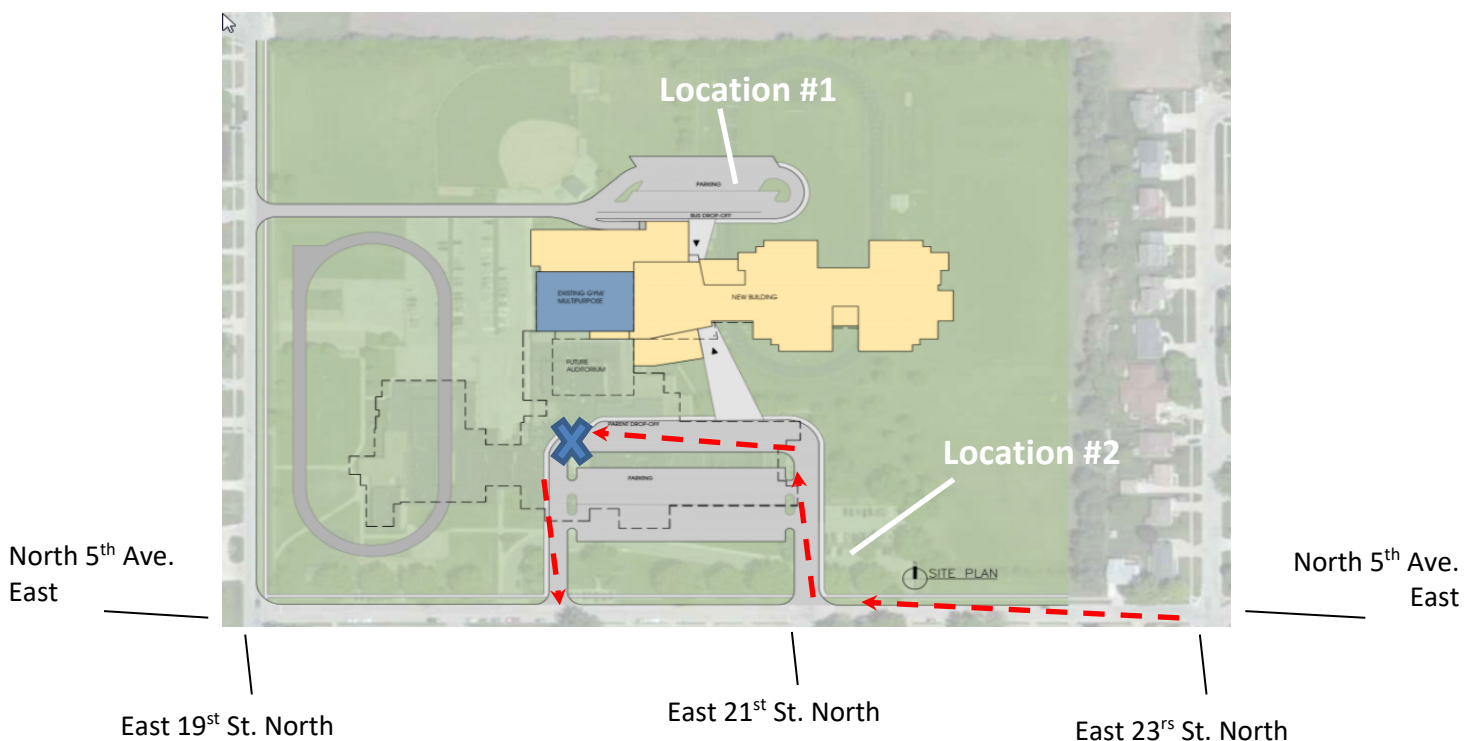 Location #1
PARKING
BUS DROP-OFF
EXISTING GYM/
MULTIPURPOSE
NEW BUILDING
FUTURE
AUDITORIUM
PARENT DROP-OFF
Location #2
PARKING
North 5th Ave.
East
SITE PLAN
North 5th Ave.
East
East 19st St. North
East 21st St. North
East 23rs St. North